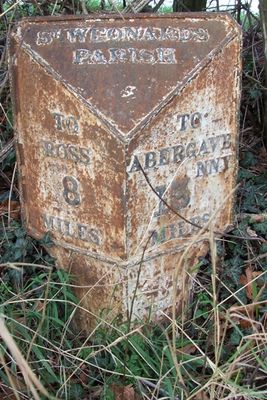 ST WEONARDS
PARISH
TO
ROSS
8
MILES
TO
ABERGAVE
NNY
MILES